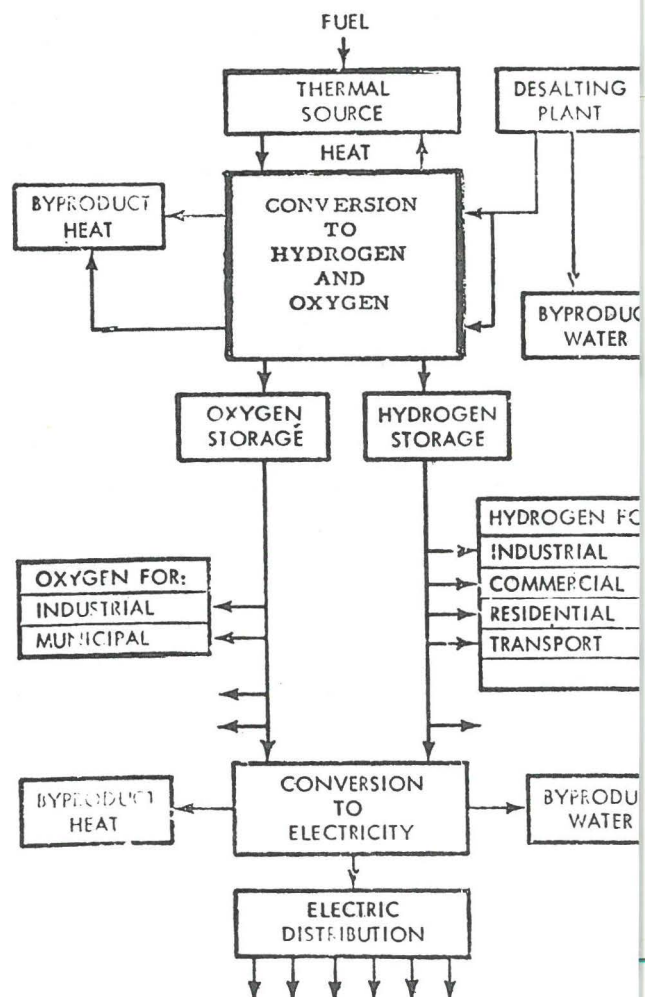 FUEL
THERMAL
SOURCE
DESALTING
PLANT
HEAT
BYPRODUCT
HEAT
CONVERSION
TO
HYDROGEN
AND
OXYGEN
BYPRODUC
WATER
OXYGEN
STORAGE
HYDROGEN
STORAGE
HYDROGEN FO
INDUSTRIAL
COMMERCIAL
RESIDENTIAL
TRANSPORT
OXYGEN FOR:
INDUSTRIAL
MUNICIPAL
BYPRODUCT
HEAT
CONVERSION
TO
ELECTRICITY
BYPRODU
WATER
ELECTRIC
DISTRIBUTION